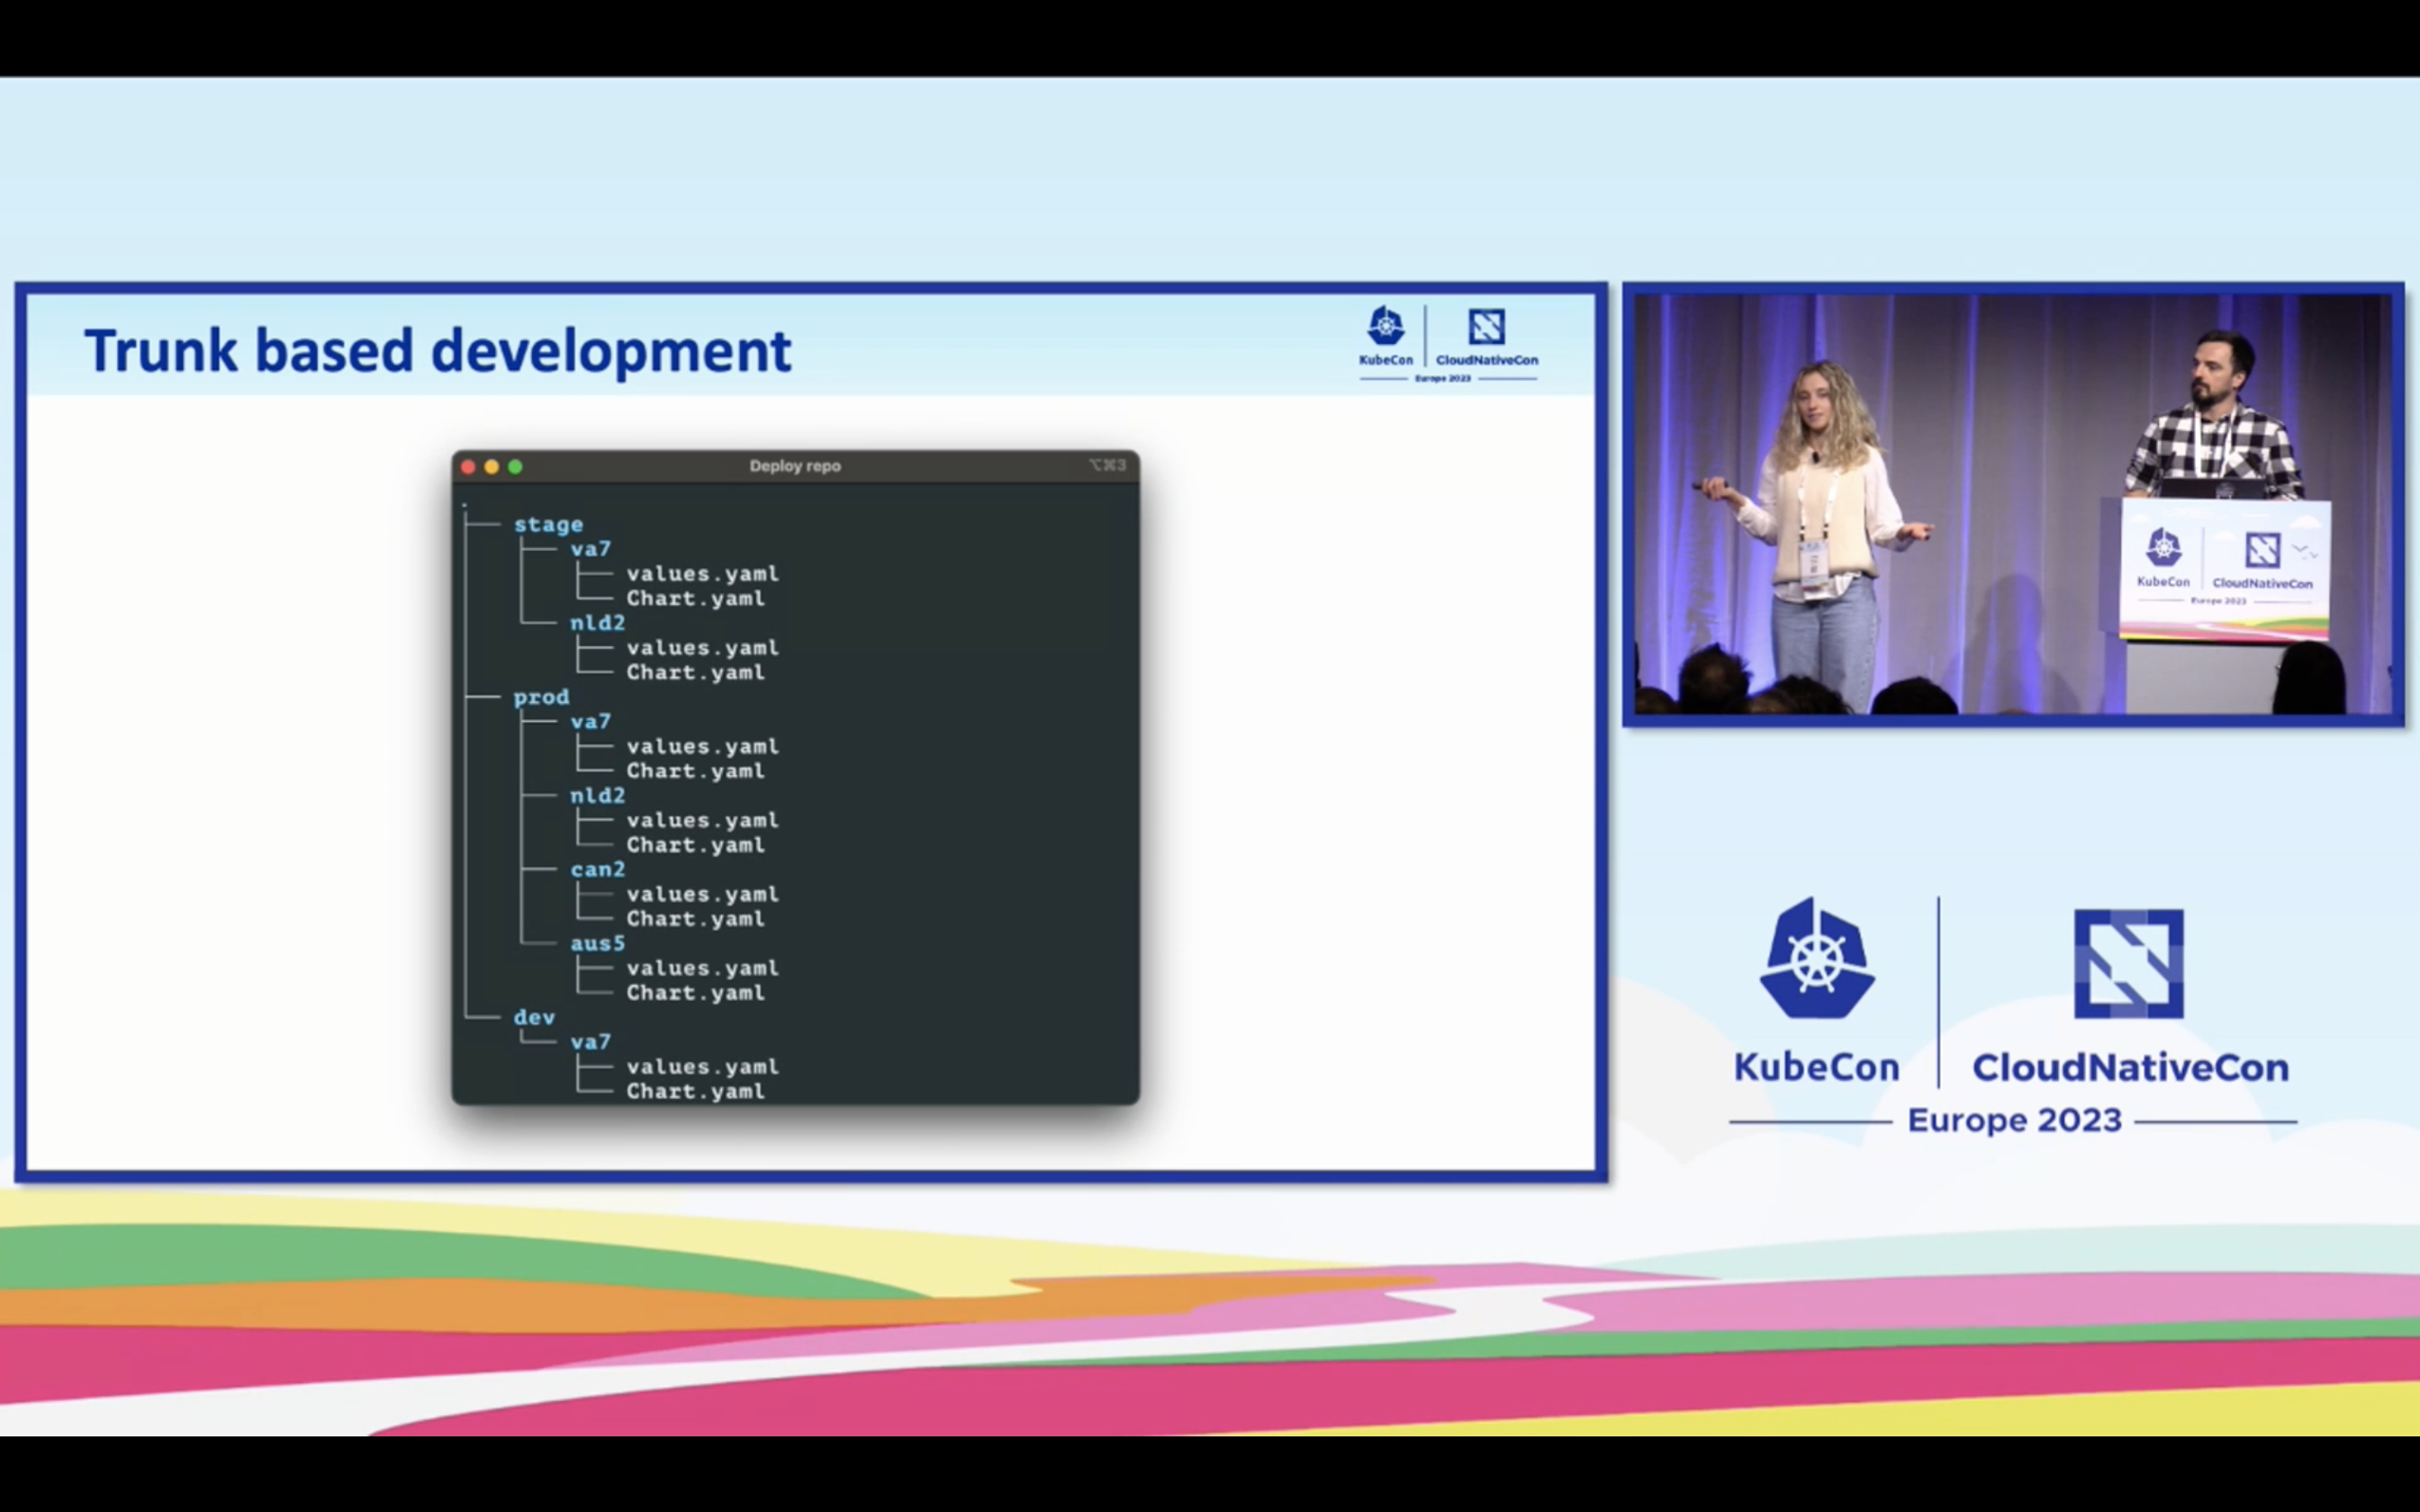 Trunk based development
KubeCon
CloudNativeCon
Europe 2023
Deploy repo
⌥⌘3
.
├── stage
│   ├── va7
│   │   ├── values.yaml
│   │   └── Chart.yaml
│   └── nld2
│       ├── values.yaml
│       └── Chart.yaml
├── prod
│   ├── va7
│   │   ├── values.yaml
│   │   └── Chart.yaml
│   ├── nld2
│   │   ├── values.yaml
│   │   └── Chart.yaml
│   ├── can2
│   │   ├── values.yaml
│   │   └── Chart.yaml
│   └── aus5
│       ├── values.yaml
│       └── Chart.yaml
└── dev
    └── va7
        ├── values.yaml
        └── Chart.yaml
KubeCon
CloudNativeCon
Europe 2023
KubeCon
CloudNativeCon
Europe 2023